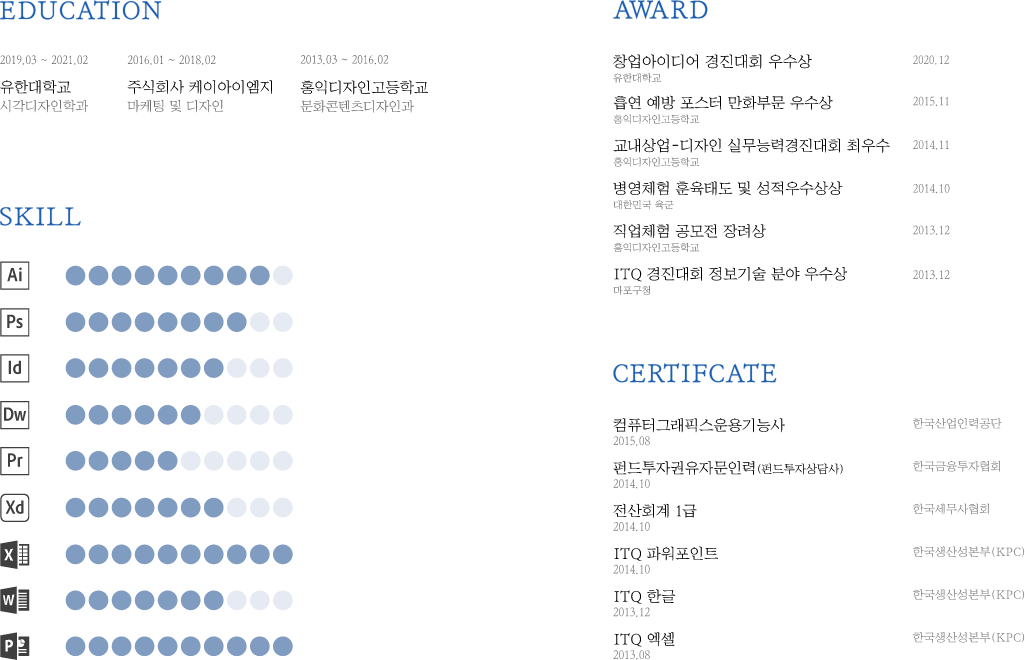 EDUCATION
2019.03 ~ 2021.02
유한대학교
시각디자인학과
2016.01 ~ 2018.02
주식회사 케이아이엠지
마케팅 및 디자인
2013.03 ~ 2016.02
홍익디자인고등학교
문화콘텐츠디자인과
SKILL
Ai
Ps
Id
Dw
Pr
Xd
X
W
P
AWARD
창업아이디어 경진대회 우수상 2020.12
유한대학교
흡연 예방 포스터 만화부문 우수상 2015.11
홍익디자인고등학교
교내상업-디자인 실무능력경진대회 최우수 2014.11
홍익디자인고등학교
병영체험 훈육태도 및 성적우수상상 2014.10
대한민국 육군
직업체험 공모전 장려상 2013.12
홍익디자인고등학교
ITQ 경진대회 정보기술 분야 우수상 2013.12
마포구청
CERTIFCATE
컴퓨터그래픽스운용기능사 한국산업인력공단
2015.08
펀드투자권유자문인력(펀드투자상담사) 한국금융투자협회
2014.10
전산회계 1급 한국세무사협회
2014.10
ITQ 파워포인트 한국생산성본부(KPC)
2014.10
ITQ 한글 한국생산성본부(KPC)
2013.12
ITQ 엑셀 한국생산성본부(KPC)
2013.08